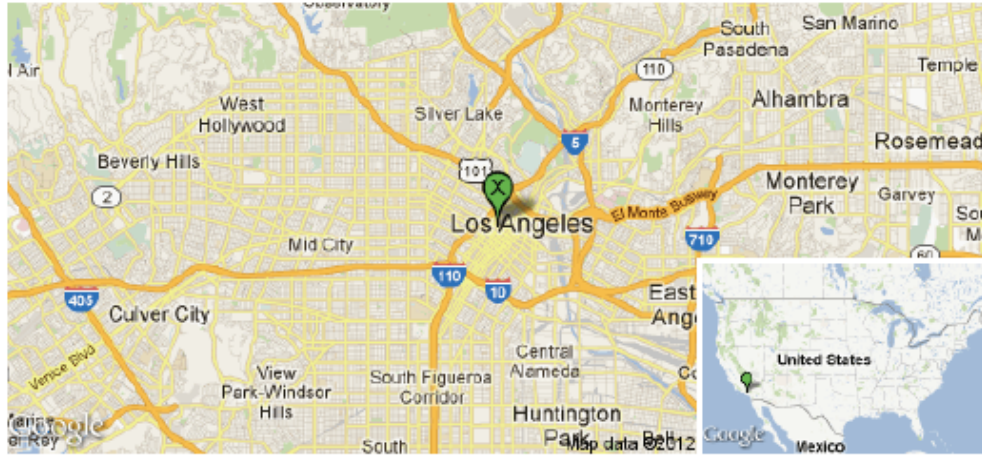 Observatory
South
Pasadena
San Marino
l Air
110
Temple
West
Hollywood
Silver Lake
Monterey
Hills
Alhambra
5
Rosemead
Beverly Hills
101
2
X
Monterey
Park
Garvey
El Monte Busway
Los Angeles
Mid City
710
60
110
10
405
Culver City
East
Venice Blvd
View
Park-Windsor
Hills
South Figueroa
Corridor
Central
Alameda
Huntington
Park
South
Google
Map data ©2012
United States
Google
Mexico